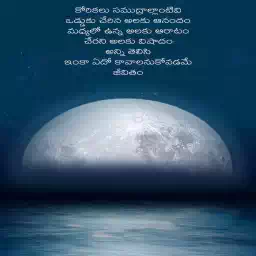 కోరికలు సముద్రాల్లాంటివి
ఒడ్డుకు చేరిన అలకు ఆనందం
మధ్యలో ఉన్న అలకు ఆరాటం
చేరని అలకు విషాదం
అన్ని తెలిసి
ఇంకా ఏదో కావాలనుకోవడమే
జీవితం